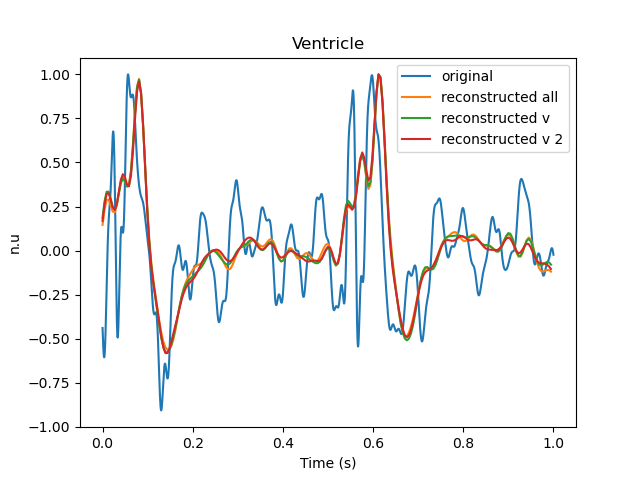 Ventricle
original
reconstructed all
reconstructed v
reconstructed v 2
n.u
1.00
0.75
0.50
0.25
0.00
−0.25
−0.50
−0.75
−1.00
0.0 0.2 0.4 0.6 0.8 1.0
Time (s)